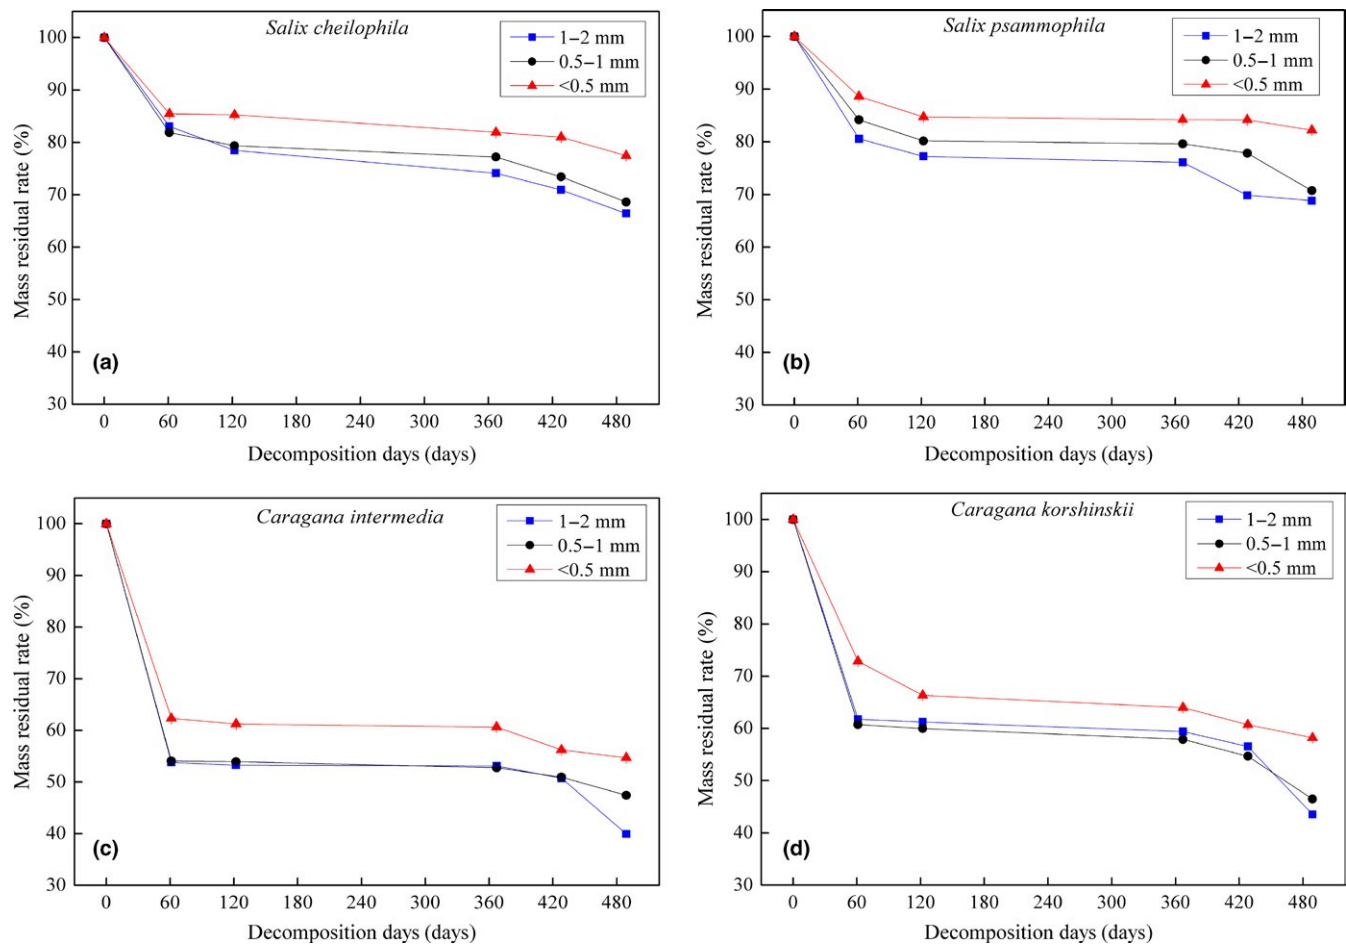 Salix cheilophila
1–2 mm
0.5–1 mm
<0.5 mm
100
90
80
70
60
50
40
30
Mass residual rate (%)
(a)
0 60 120 180 240 300 360 420 480
Decomposition days (days)
Salix psammophila
1–2 mm
0.5–1 mm
<0.5 mm
100
90
80
70
60
50
40
30
Mass residual rate (%)
(b)
0 60 120 180 240 300 360 420 480
Decomposition days (days)
Caragana intermedia
1–2 mm
0.5–1 mm
<0.5 mm
100
90
80
70
60
50
40
30
Mass residual rate (%)
(c)
0 60 120 180 240 300 360 420 480
Decomposition days (days)
Caragana korshinskii
1–2 mm
0.5–1 mm
<0.5 mm
100
90
80
70
60
50
40
30
Mass residual rate (%)
(d)
0 60 120 180 240 300 360 420 480
Decomposition days (days)